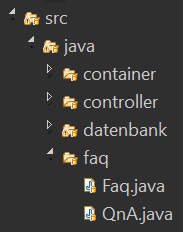 src
java
container
controller
datenbank
faq
Faq.java
QnA.java